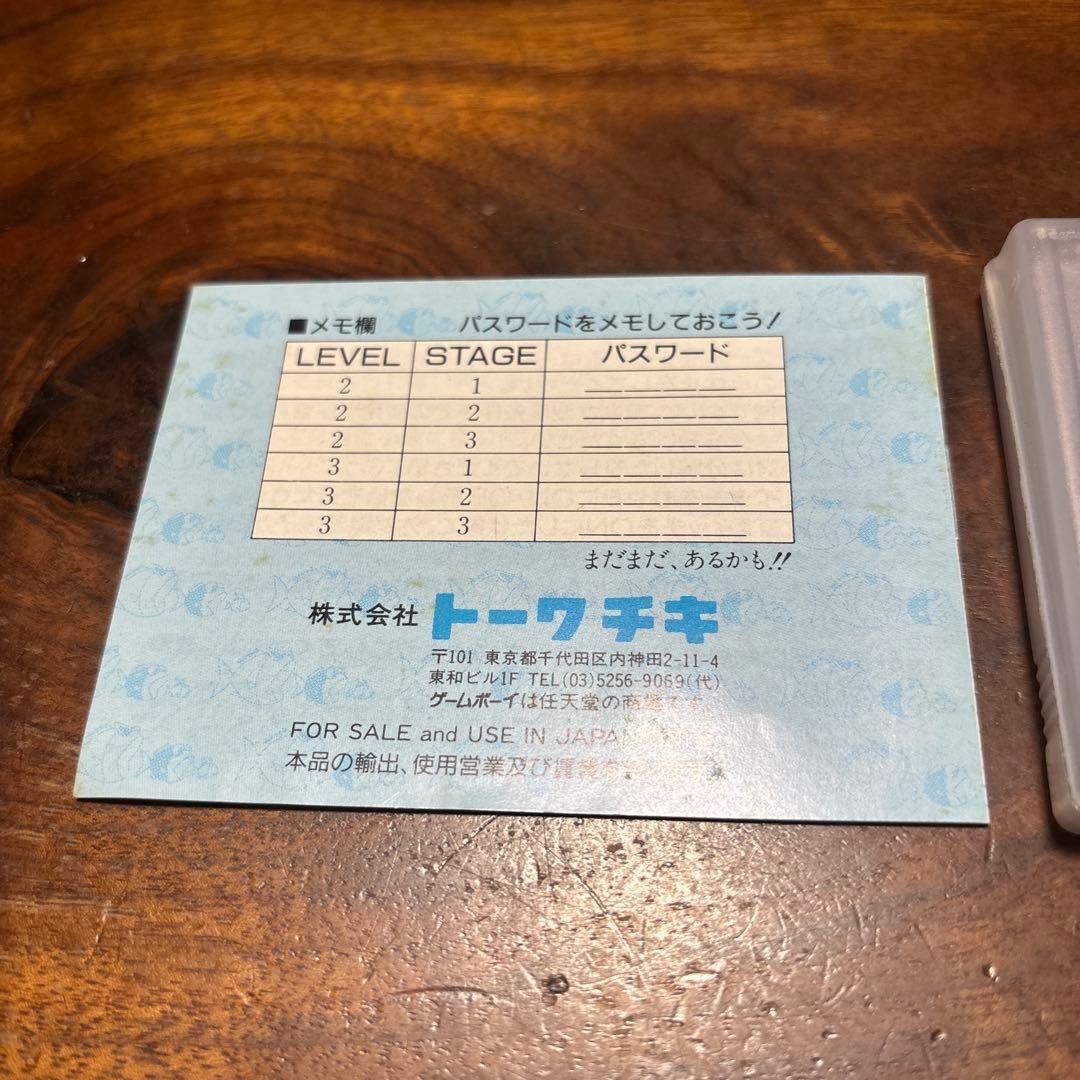 ■メモ欄 パスワードをメモしておこう!
LEVEL STAGE パスワード
2 1 _ _ _ _ _
2 2 _ _ _ _ _
2 3 _ _ _ _ _
3 1 _ _ _ _ _
3 2 _ _ _ _ _
3 3 _ _ _ _ _
まだまだ、あるかも!!
株式会社 トーワチキ
〒101 東京都千代田区内神田2-11-4
東和ビル1F TEL(03)5256-9069(代)
ゲームボーイは任天堂の商標です
FOR SALE and USE IN JAPAN
本品の輸出、使用営業及び賃貸を